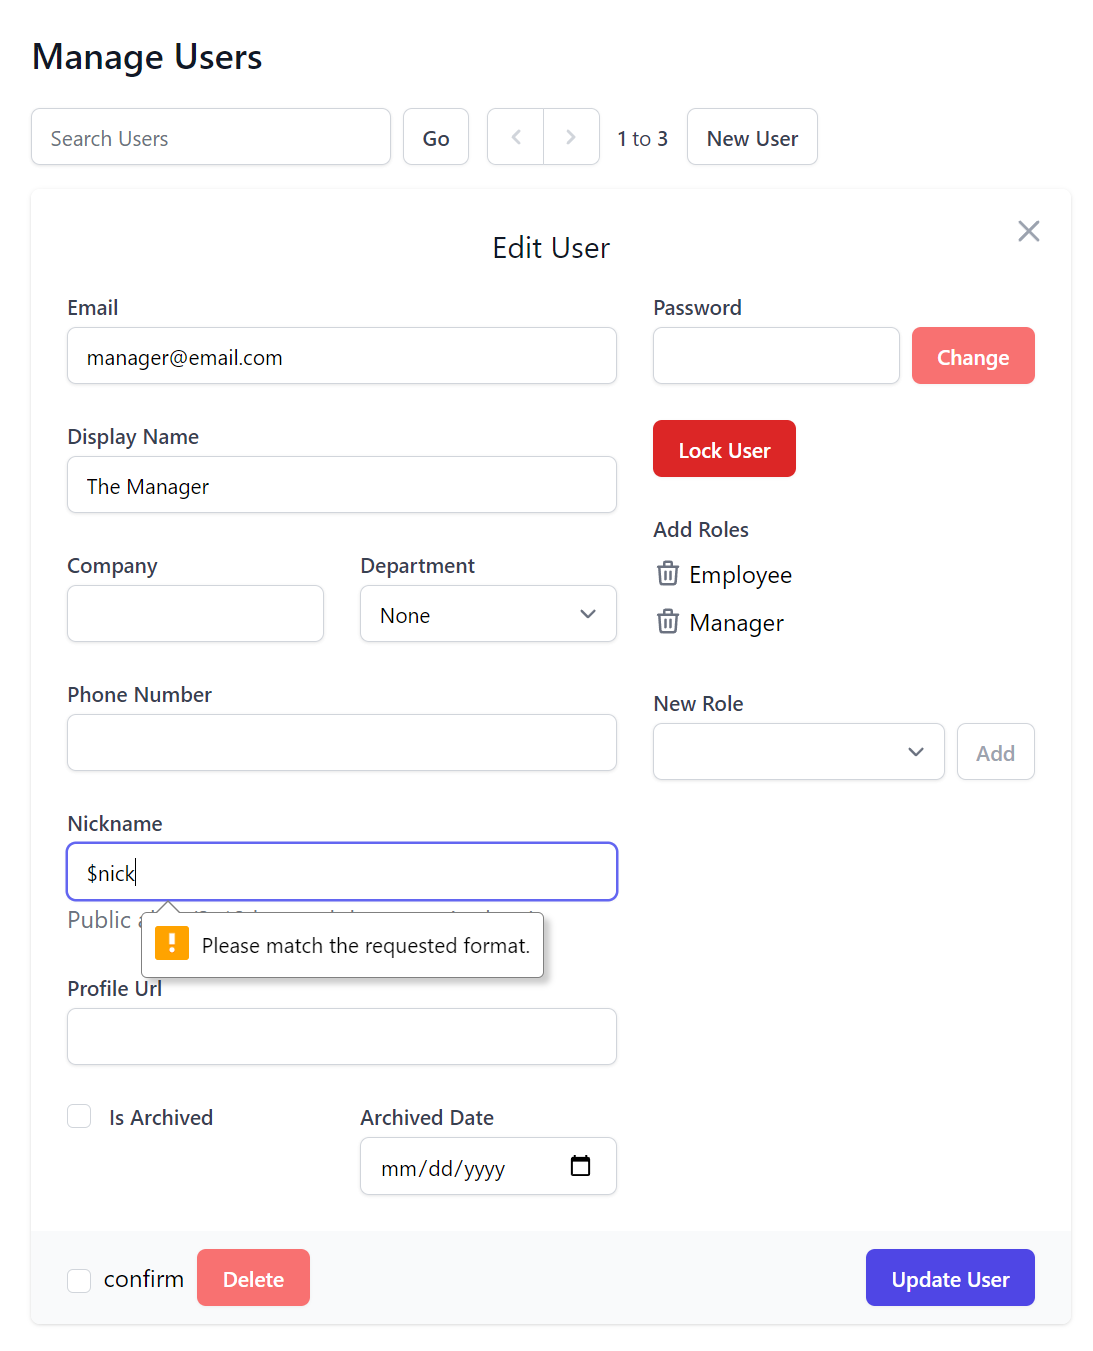 Manage Users
Search Users
Go
1 to 3
New User
Edit User
Email
manager@email.com
Password
Change
Display Name
The Manager
Lock User
Company
Department
None
Add Roles
Employee
Manager
Phone Number
New Role
Add
Nickname
$nick
Public
Please match the requested format.
Profile Url
Is Archived
Archived Date
mm/dd/yyyy
confirm
Delete
Update User